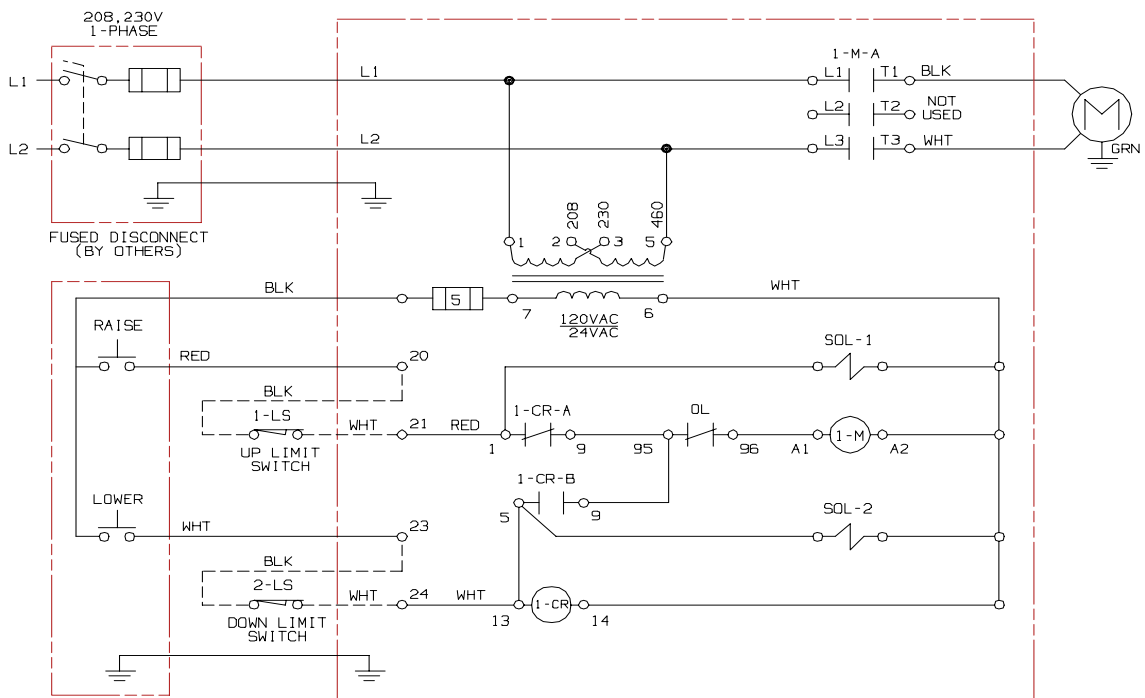 208,230V
1-PHASE
L1
L1
1-M-A
L1
T1
BLK
L2
T2
NOT
USED
M
L2
L2
L3
T3
WHT
GRN
FUSED DISCONNECT
(BY OTHERS)
208
230
460
1
2
3
5
BLK
5
7
6
WHT
120VAC
24VAC
RAISE
RED
20
SOL-1
BLK
1-LS
WHT
21
RED
1-CR-A
OL
1
9
95
96
A1
1-M
A2
UP LIMIT
SWITCH
1-CR-B
5
9
LOWER
WHT
23
SOL-2
BLK
2-LS
WHT
24
WHT
1-CR
13
14
DOWN LIMIT
SWITCH